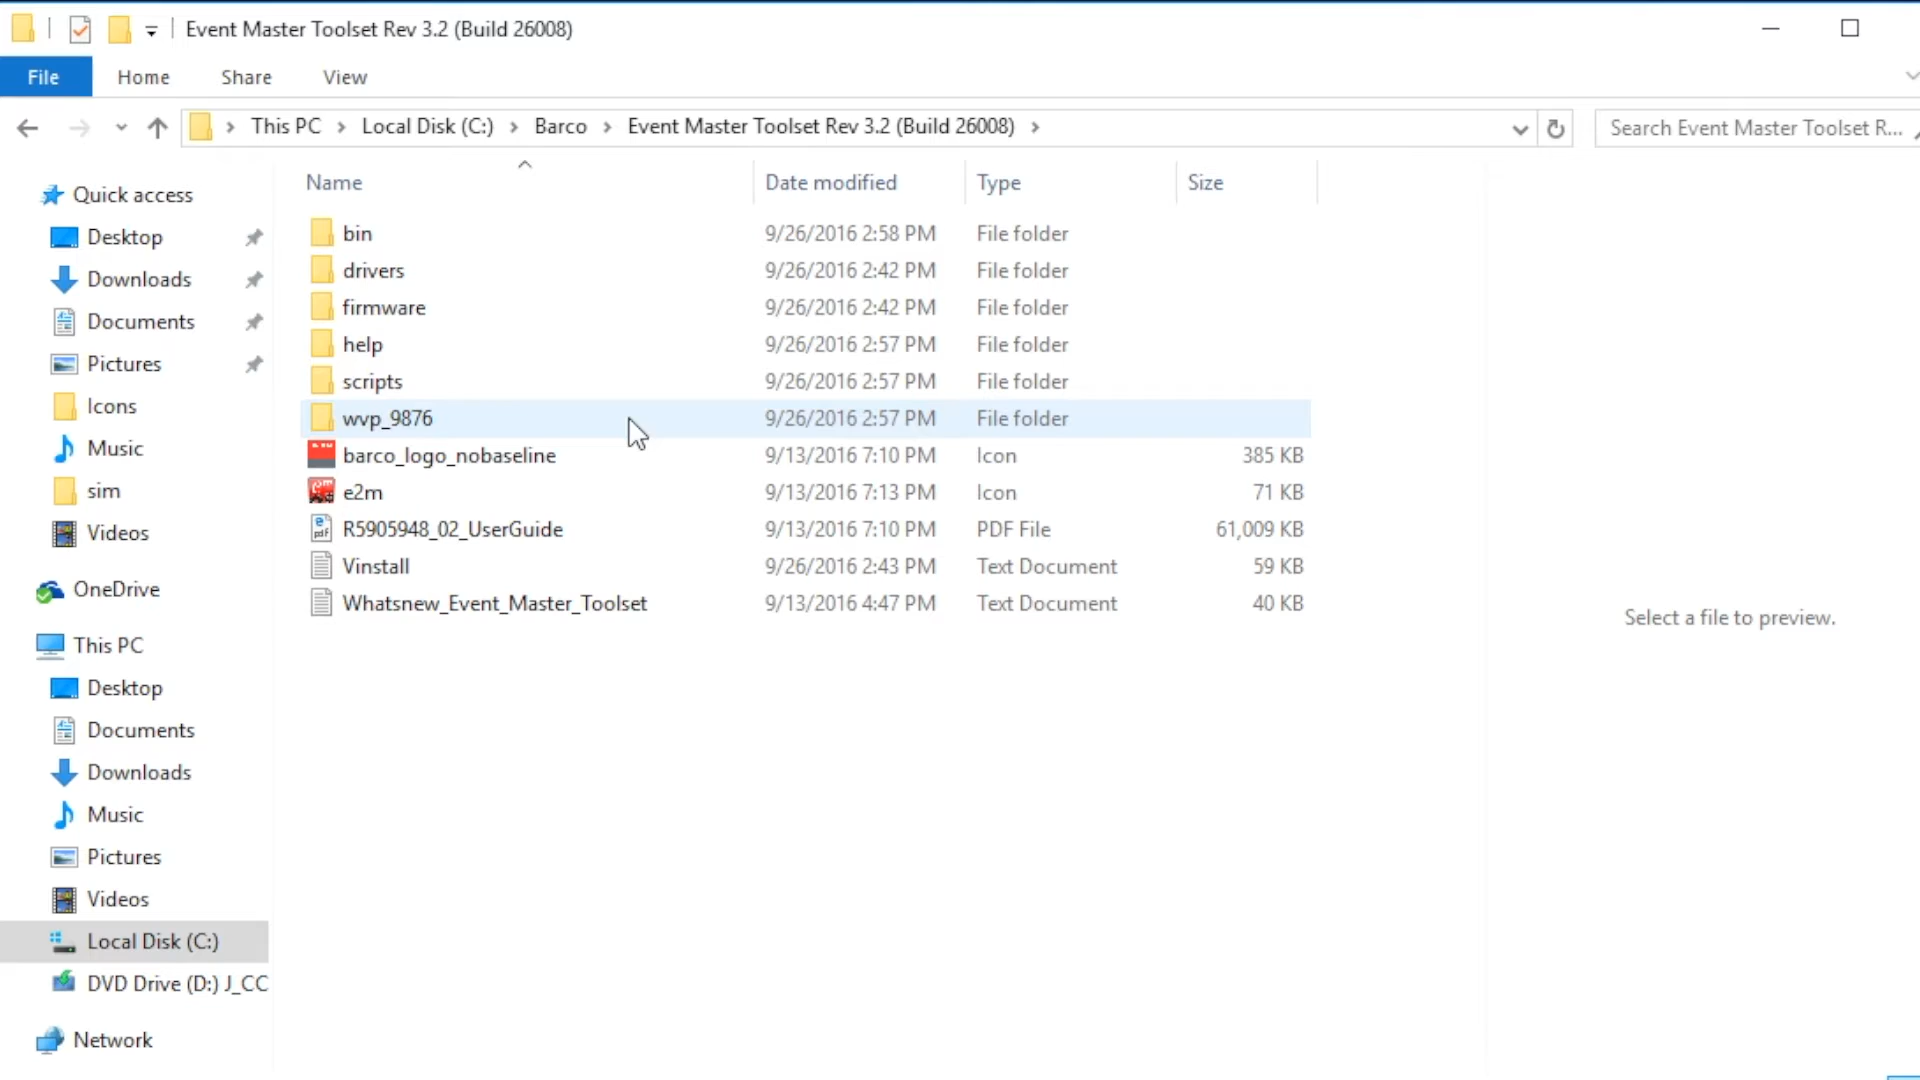 Event Master Toolset Rev 3.2 (Build 26008)
File Home Share View
This PC Local Disk (C:) Barco Event Master Toolset Rev 3.2 (Build 26008)
Search Event Master Toolset R...
Name Date modified Type Size
bin 9/26/2016 2:58 PM File folder
drivers 9/26/2016 2:42 PM File folder
firmware 9/26/2016 2:42 PM File folder
help 9/26/2016 2:57 PM File folder
scripts 9/26/2016 2:57 PM File folder
wvp_9876 9/26/2016 2:57 PM File folder
barco_logo_nobaseline 9/13/2016 7:10 PM Icon 385 KB
e2m 9/13/2016 7:13 PM Icon 71 KB
R5905948_02_UserGuide 9/13/2016 7:10 PM PDF File 61,009 KB
Vinstall 9/26/2016 2:43 PM Text Document 59 KB
Whatsnew_Event_Master_Toolset 9/13/2016 4:47 PM Text Document 40 KB
Quick access
Desktop
Downloads
Documents
Pictures
Icons
Music
sim
Videos
OneDrive
This PC
Desktop
Documents
Downloads
Music
Pictures
Videos
Local Disk (C:)
DVD Drive (D:) J_CC
Network
Select a file to preview.